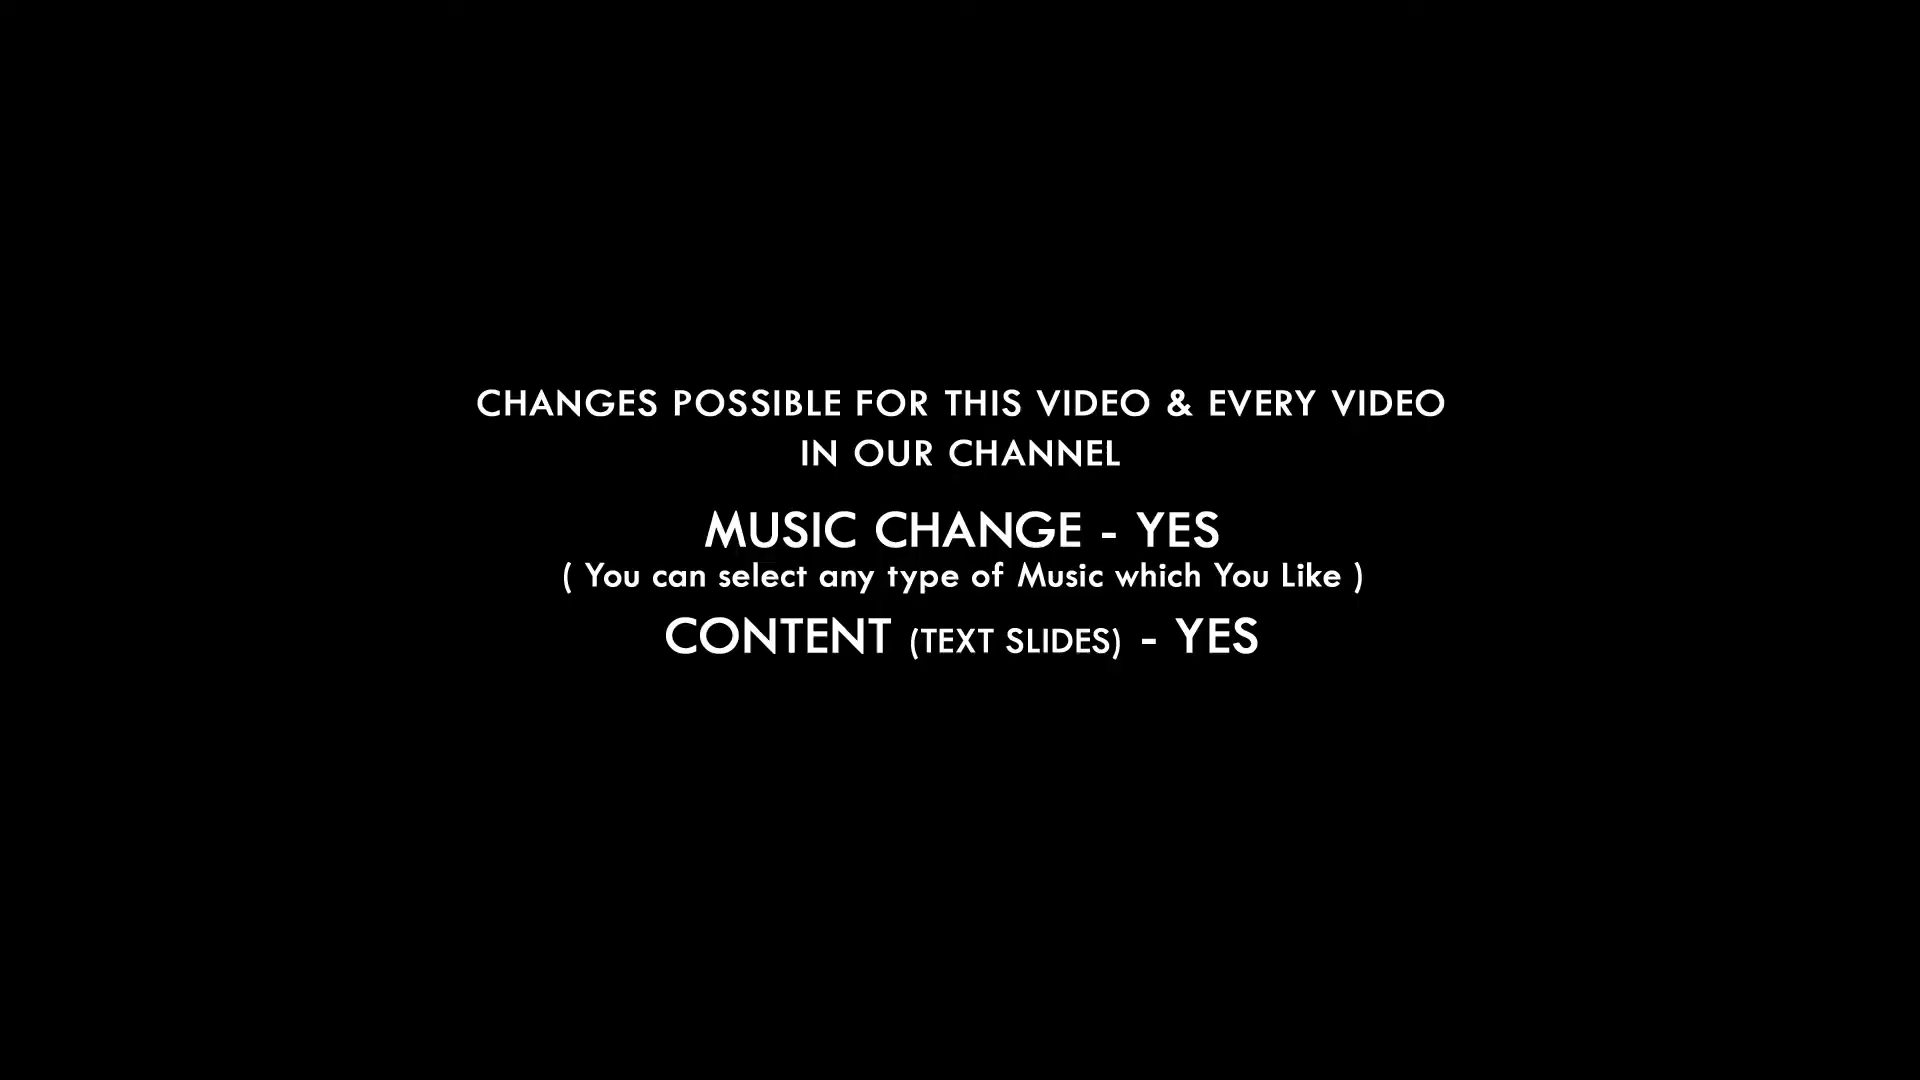 CHANGES POSSIBLE FOR THIS VIDEO & EVERY VIDEO
IN OUR CHANNEL
MUSIC CHANGE - YES
( You can select any type of Music which You Like )
CONTENT (TEXT SLIDES) - YES